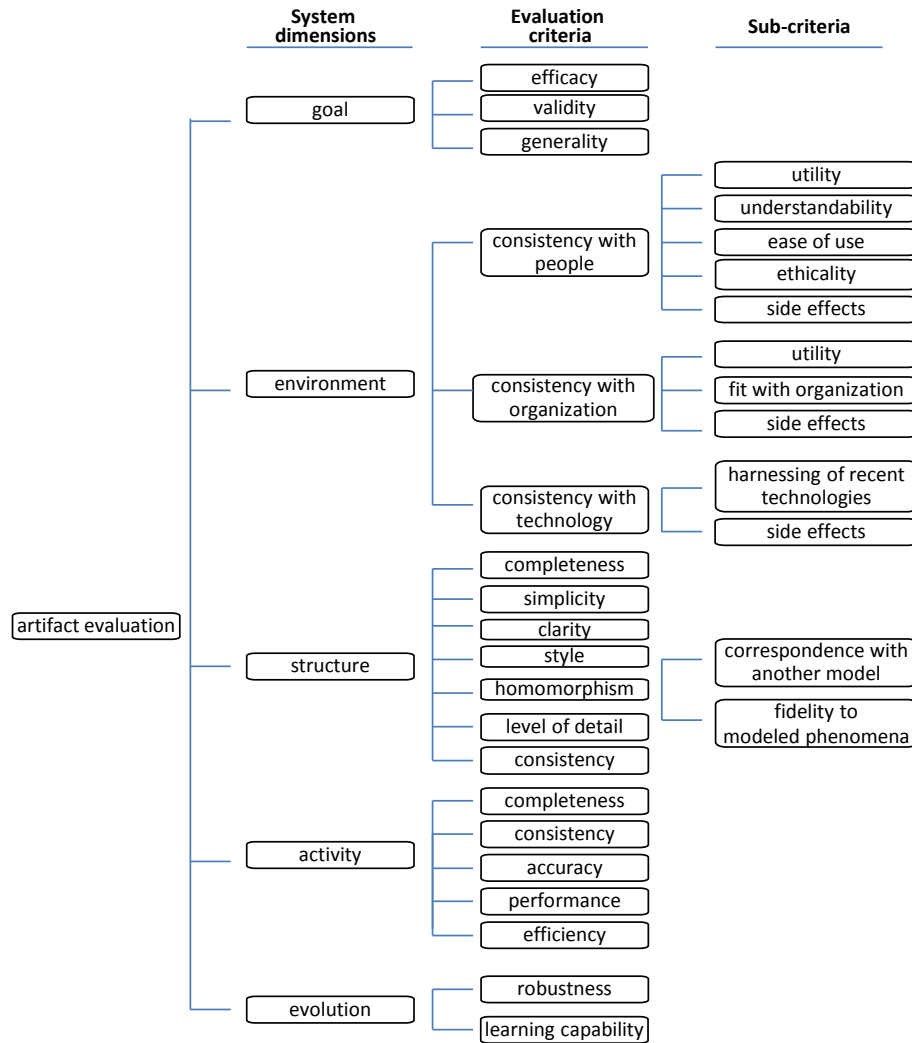 System
dimensions
Evaluation
criteria
Sub-criteria
artifact evaluation
goal
efficacy
validity
generality
environment
consistency with
people
utility
understandability
ease of use
ethicality
side effects
consistency with
organization
utility
fit with organization
side effects
consistency with
technology
harnessing of recent
technologies
side effects
structure
completeness
simplicity
clarity
style
homomorphism
correspondence with
another model
fidelity to
modeled phenomena
level of detail
consistency
activity
completeness
consistency
accuracy
performance
efficiency
evolution
robustness
learning capability